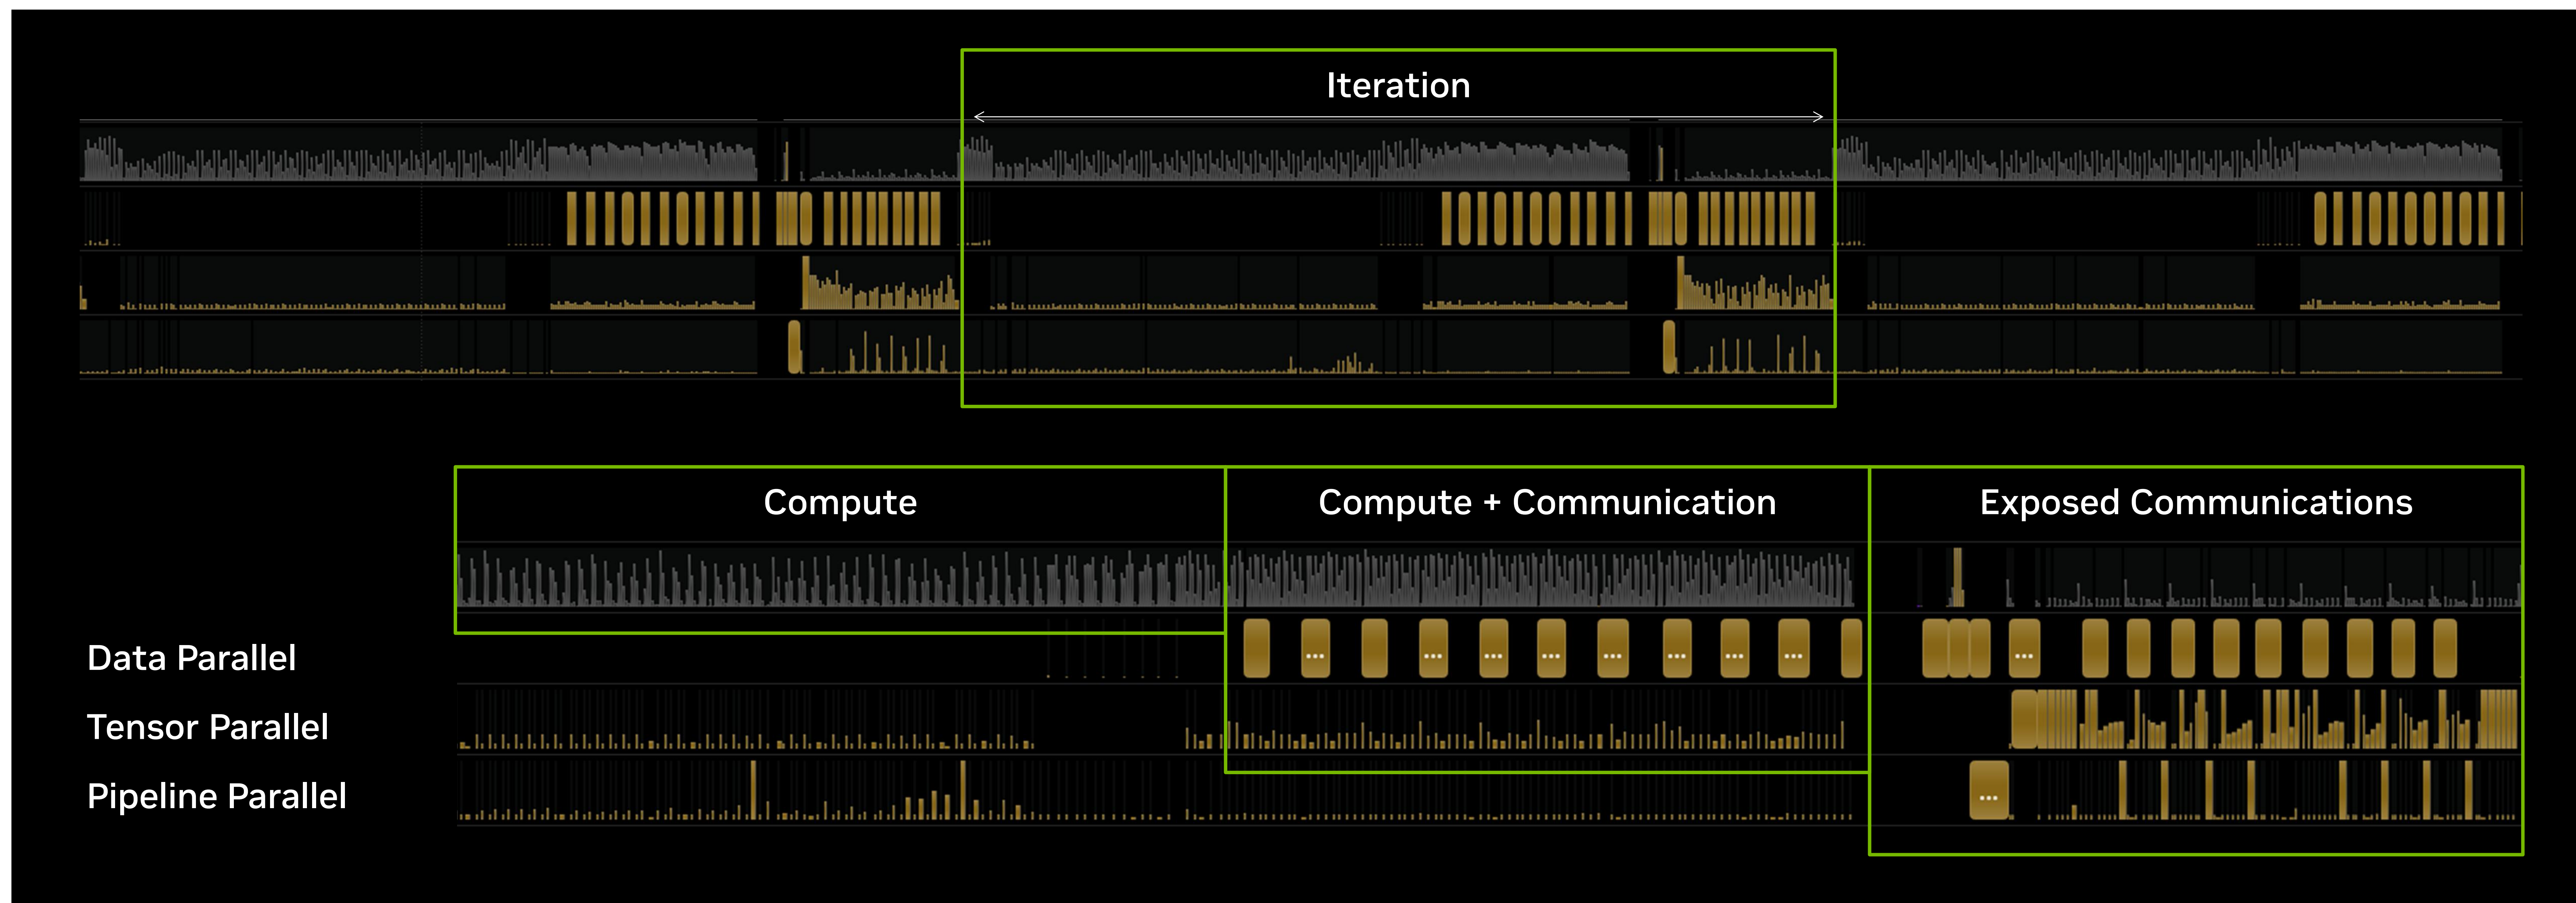 Iteration
Compute
Compute + Communication
Exposed Communications
Data Parallel
Tensor Parallel
Pipeline Parallel